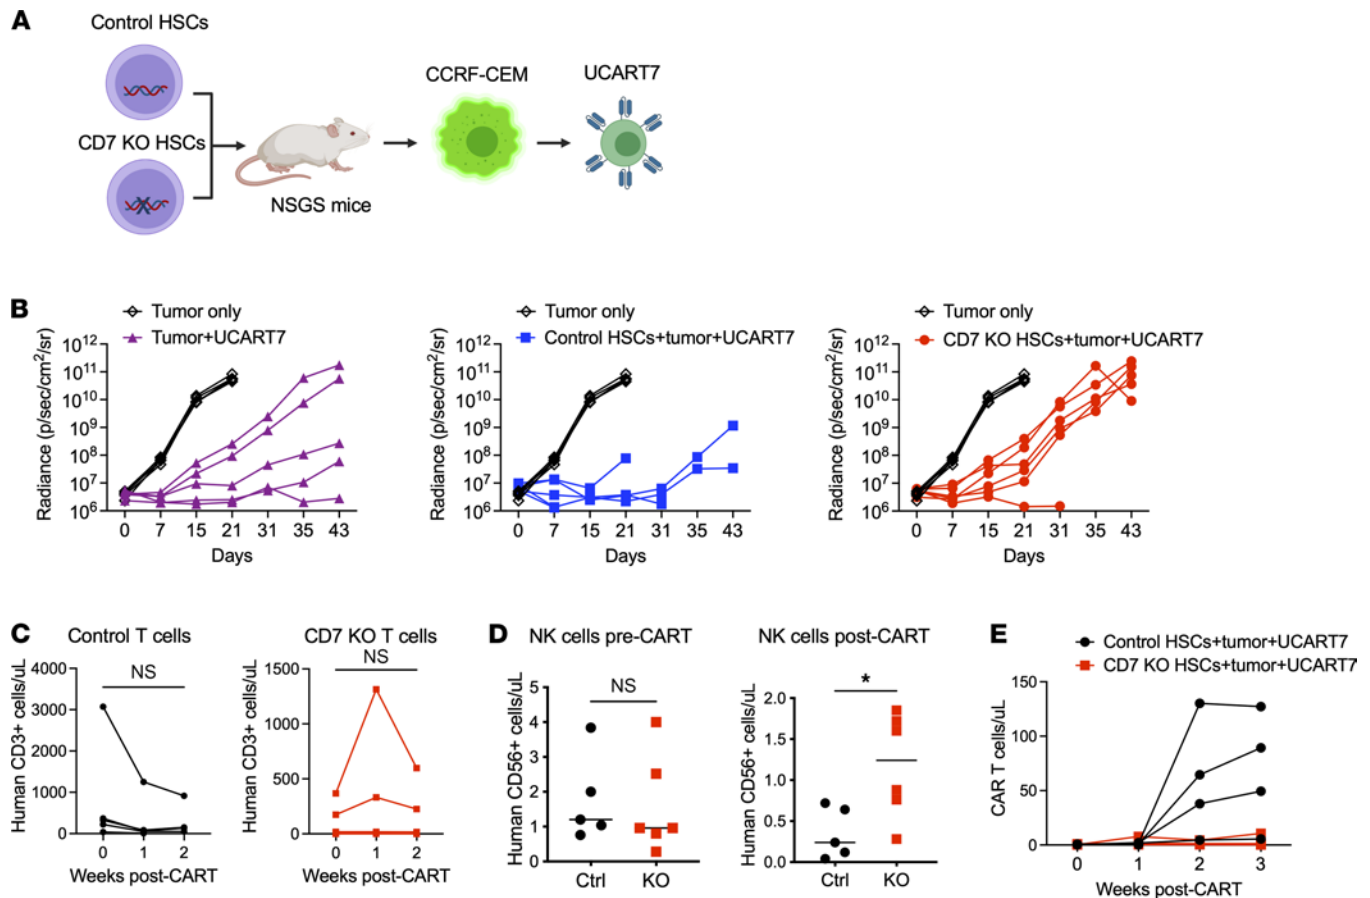 A
Control HSCs
CD7 KO HSCs
NSGS mice
CCRF-CEM
UCART7
B
Tumor only
Tumor+UCART7
Radiance (p/sec/cm²/sr)
10¹²
10¹¹
10¹⁰
10⁹
10⁸
10⁷
10⁶
0 7 15 21 31 35 43
Days
Tumor only
Control HSCs+tumor+UCART7
Radiance (p/sec/cm²/sr)
10¹²
10¹¹
10¹⁰
10⁹
10⁸
10⁷
10⁶
0 7 15 21 31 35 43
Days
Tumor only
CD7 KO HSCs+tumor+UCART7
Radiance (p/sec/cm²/sr)
10¹²
10¹¹
10¹⁰
10⁹
10⁸
10⁷
10⁶
0 7 15 21 31 35 43
Days
C
Control T cells
NS
Human CD3+ cells/uL
4000
3000
2000
1000
0
0 1 2
Weeks post-CART
CD7 KO T cells
NS
Human CD3+ cells/uL
1500
1000
500
0
0 1 2
Weeks post-CART
D
NK cells pre-CART
NS
Human CD56+ cells/uL
5
4
3
2
1
0
Ctrl KO
NK cells post-CART
*
Human CD56+ cells/uL
2.0
1.5
1.0
0.5
0.0
Ctrl KO
E
Control HSCs+tumor+UCART7
CD7 KO HSCs+tumor+UCART7
CAR T cells/uL
150
100
50
0
0 1 2 3
Weeks post-CART